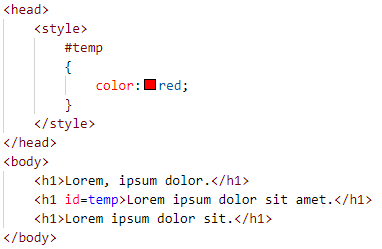 <head>
    <style>
        #temp
        {
            color:red;
        }
    </style>
</head>
<body>
    <h1>Lorem, ipsum dolor.</h1>
    <h1 id=temp>Lorem ipsum dolor sit amet.</h1>
    <h1>Lorem ipsum dolor sit.</h1>
</body>